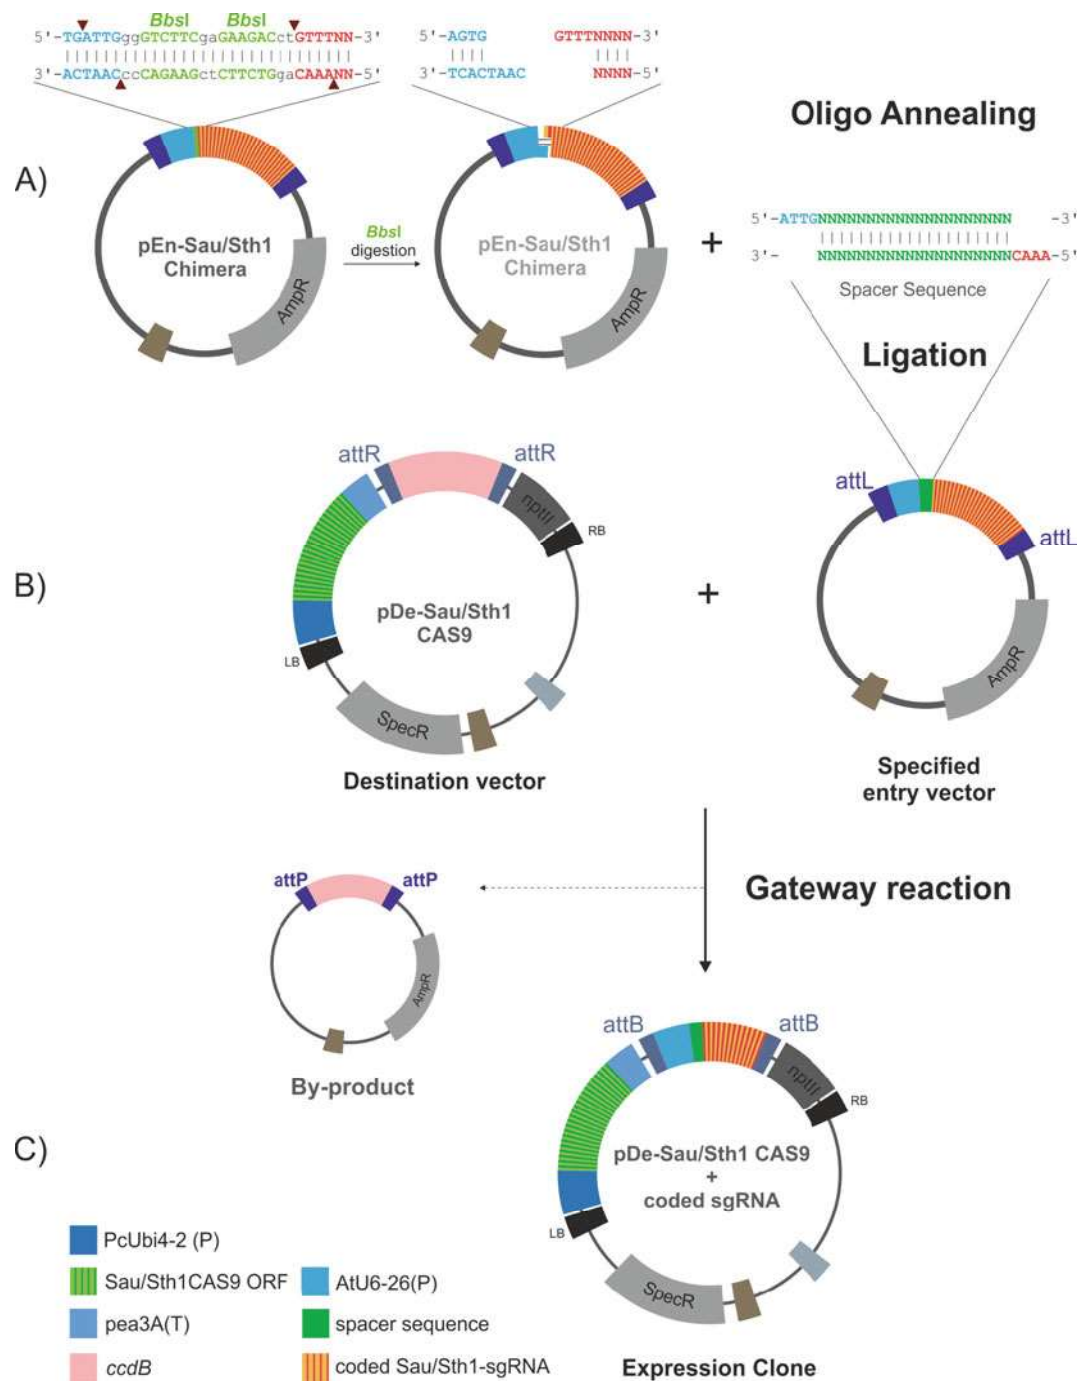 BbsI BbsI
5'-TGATTGggGTCTTCgaGAAGACctGTTTNN-3'
3'-ACTAACccCAGAAGctCTTCTGgaCAAANN-5'
5'-AGTG GTTTNNNN-3'
3'-TCACTAAC NNNN-5'
Oligo Annealing
A)
pEn-Sau/Sth1
Chimera
AmpR
BbsI
digestion
pEn-Sau/Sth1
Chimera
AmpR
+
5'-ATTGNNNNNNNNNNNNNNNNNNNN -3'
3'- NNNNNNNNNNNNNNNNNNNNCAAA-5'
Spacer Sequence
Ligation
B)
attR attR
nptII
RB
pDe-Sau/Sth1
CAS9
LB
SpecR
Destination vector
+
attL
attL
AmpR
Specified
entry vector
attP attP
AmpR
By-product
Gateway reaction
C)
attB attB
nptII
RB
pDe-Sau/Sth1 CAS9
+
coded sgRNA
LB
SpecR
Expression Clone
PcUbi4-2 (P)
Sau/Sth1CAS9 ORF
pea3A(T)
ccdB
AtU6-26(P)
spacer sequence
coded Sau/Sth1-sgRNA